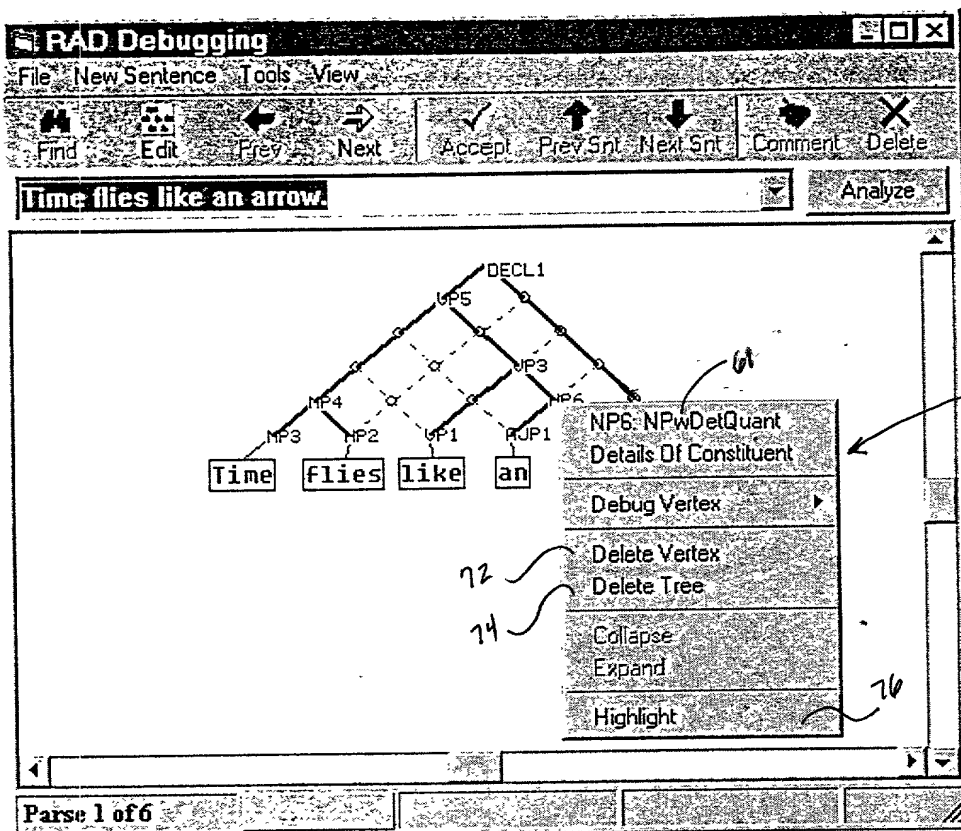 RAD Debugging
File New Sentence Tools View
Find Edit Prev Next Accept Prev Snt Next Snt Comment Delete
Time flies like an arrow. Analyze
DECL1
VP5
VP3
NP4 NP6
NP3 NP2 VP1 AJP1
Time flies like an
61
NP6: NPwDetQuant
Details Of Constituent
Debug Vertex
72 Delete Vertex
74 Delete Tree
Collapse
Expand
76
Highlight
Parse 1 of 6